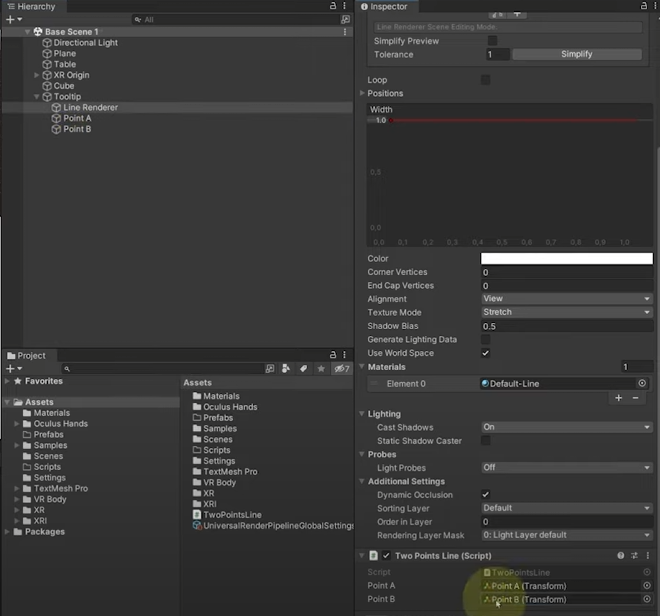 Hierarchy
All
Base Scene 1
Directional Light
Plane
Table
XR Origin
Cube
Tooltip
Line Renderer
Point A
Point B
Project
7
Favorites
Assets
Materials
Oculus Hands
Prefabs
Samples
Scenes
Scripts
Settings
TextMesh Pro
VR Body
XR
XRI
Packages
Assets
Materials
Oculus Hands
Prefabs
Samples
Scenes
Scripts
Settings
TextMesh Pro
VR Body
XR
XRI
TwoPointsLine
UniversalRenderPipelineGlobalSettings
Inspector
Line Renderer Scene Editing Mode
Simplify Preview
Tolerance 1 Simplify
Loop
Positions
Width
1.0
0,5
0,0
0,0 0,1 0,2 0,3 0,4 0,5 0,6 0,7 0,8 0,9 1,0
Color
Corner Vertices 0
End Cap Vertices 0
Alignment View
Texture Mode Stretch
Shadow Bias 0.5
Generate Lighting Data
Use World Space
Materials 1
Element 0 Default-Line
Lighting
Cast Shadows On
Static Shadow Caster
Probes
Light Probes Off
Additional Settings
Dynamic Occlusion
Sorting Layer Default
Order in Layer 0
Rendering Layer Mask 0: Light Layer default
Two Points Line (Script)
Script TwoPointsLine
Point A Point A (Transform)
Point B Point B (Transform)